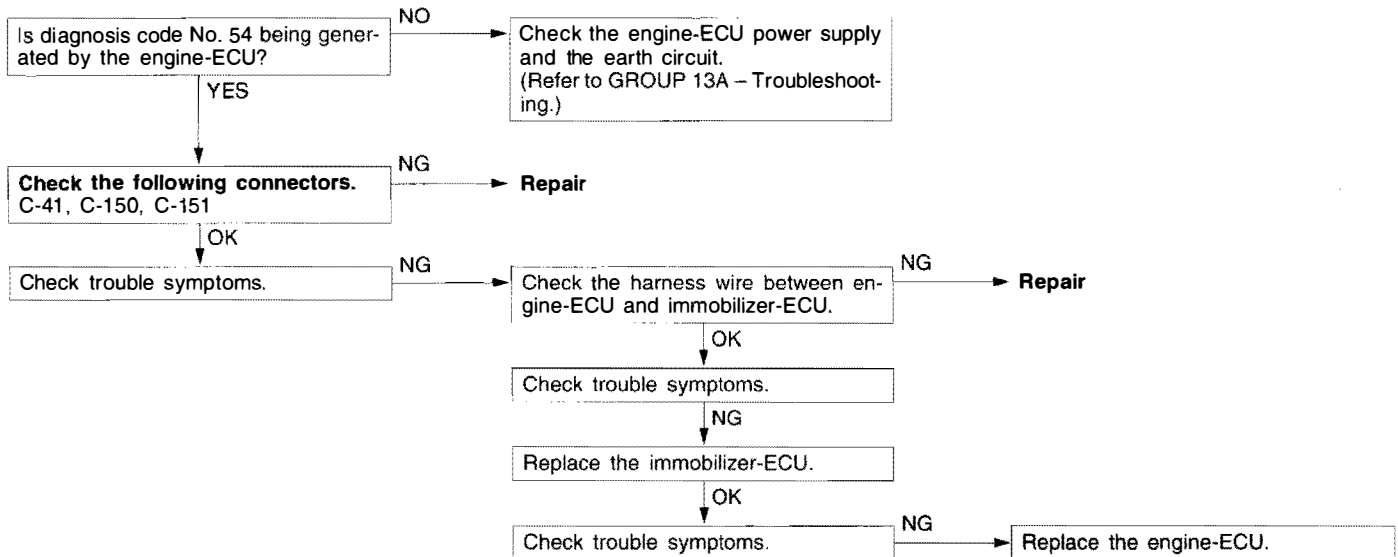 Is diagnosis code No. 54 being gener-
ated by the engine-ECU?
NO
Check the engine-ECU power supply
and the earth circuit.
(Refer to GROUP 13A – Troubleshoot-
ing.)
YES
Check the following connectors.
C-41, C-150, C-151
NG
Repair
OK
Check trouble symptoms.
NG
Check the harness wire between en-
gine-ECU and immobilizer-ECU.
NG
Repair
OK
Check trouble symptoms.
NG
Replace the immobilizer-ECU.
OK
Check trouble symptoms.
NG
Replace the engine-ECU.